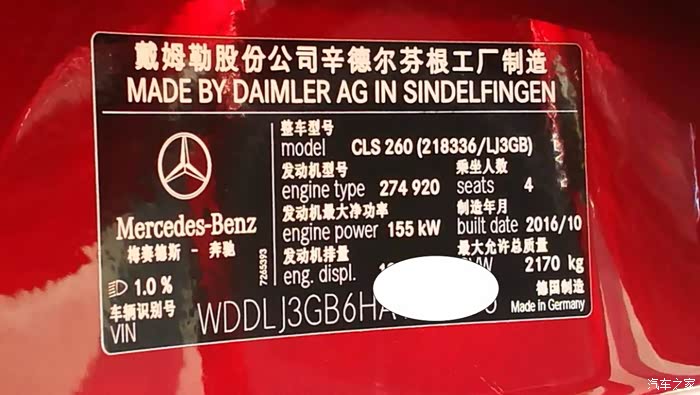 戴姆勒股份公司辛德尔芬根工厂制造
MADE BY DAIMLER AG IN SINDELFINGEN
整车型号
model CLS 260 (218336/LJ3GB)
发动机型号 乘坐人数
engine type 274 920 seats 4
发动机最大净功率 制造年月
engine power 155 kW built date 2016/10
发动机排量 最大允许总质量
eng. displ. 2170 kg
Mercedes-Benz
梅赛德斯 - 奔驰
7265393
1.0 %
车辆识别号
VIN WDDLJ3GB6HA
德国制造
Made in Germany
汽车之家